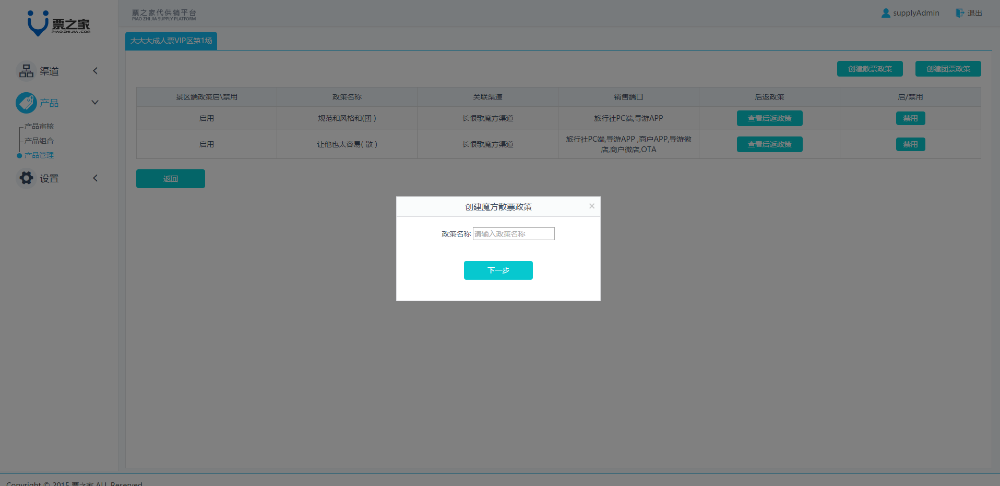 票之家
PIAOZHIJIA.COM
票之家代供销平台
PIAO ZHI JIA SUPPLY PLATFORM
supplyAdmin
退出
大大大成人票VIP区第1场
渠道
产品
产品审核
产品组合
产品管理
设置
创建散票政策
创建团票政策
景区端政策启\禁用 政策名称 关联渠道 销售端口 后返政策 启/禁用
启用 规范和风格和(团 ) 长恨歌魔方渠道 旅行社PC端,导游APP 查看后返政策 禁用
启用 让他也太容易( 散 ) 长恨歌魔方渠道 旅行社PC端,导游APP ,商户APP,导游微 查看后返政策 禁用
店,商户微店,OTA
返回
创建魔方散票政策
×
政策名称 请输入政策名称
下一步
Copyright © 2015 票之家 ALL Reserved